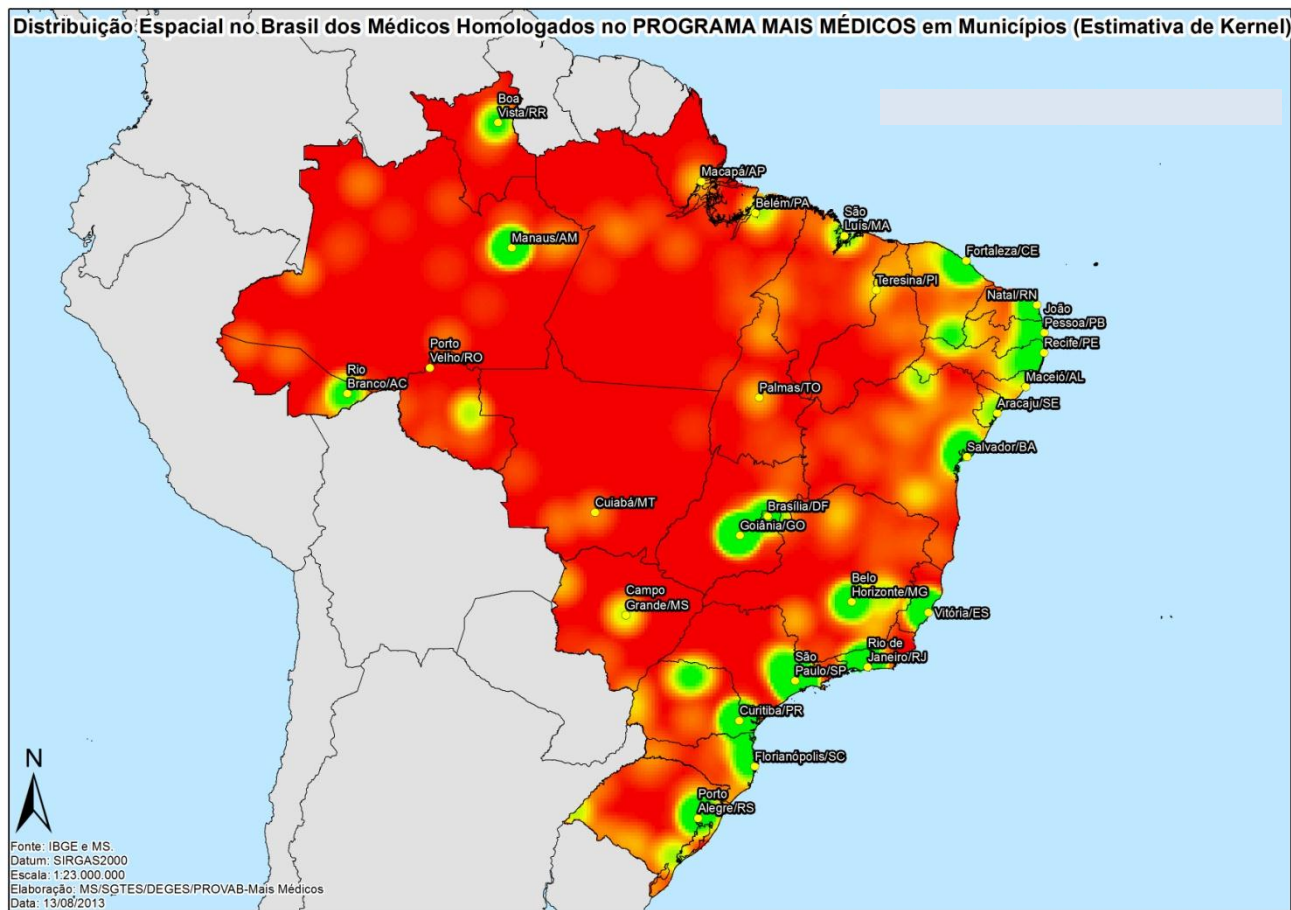 Distribuição Espacial no Brasil dos Médicos Homologados no PROGRAMA MAIS MÉDICOS em Municípios (Estimativa de Kernel)
Boa
Vista/RR
Macapá/AP
Belém/PA
São
Luís/MA
Manaus/AM
Fortaleza/CE
Teresina/PI
Natal/RN
João
Pessoa/PB
Recife/PE
Porto
Velho/RO
Rio
Branco/AC
Maceió/AL
Palmas/TO
Aracaju/SE
Salvador/BA
Cuiabá/MT
Brasília/DF
Goiânia/GO
Belo
Horizonte/MG
Campo
Grande/MS
Vitória/ES
Rio de
Janeiro/RJ
São
Paulo/SP
Curitiba/PR
Florianópolis/SC
Porto
Alegre/RS
N
Fonte: IBGE e MS.
Datum: SIRGAS2000
Escala: 1:23.000.000
Elaboração: MS/SGTES/DEGES/PROVAB-Mais Médicos
Data: 13/08/2013